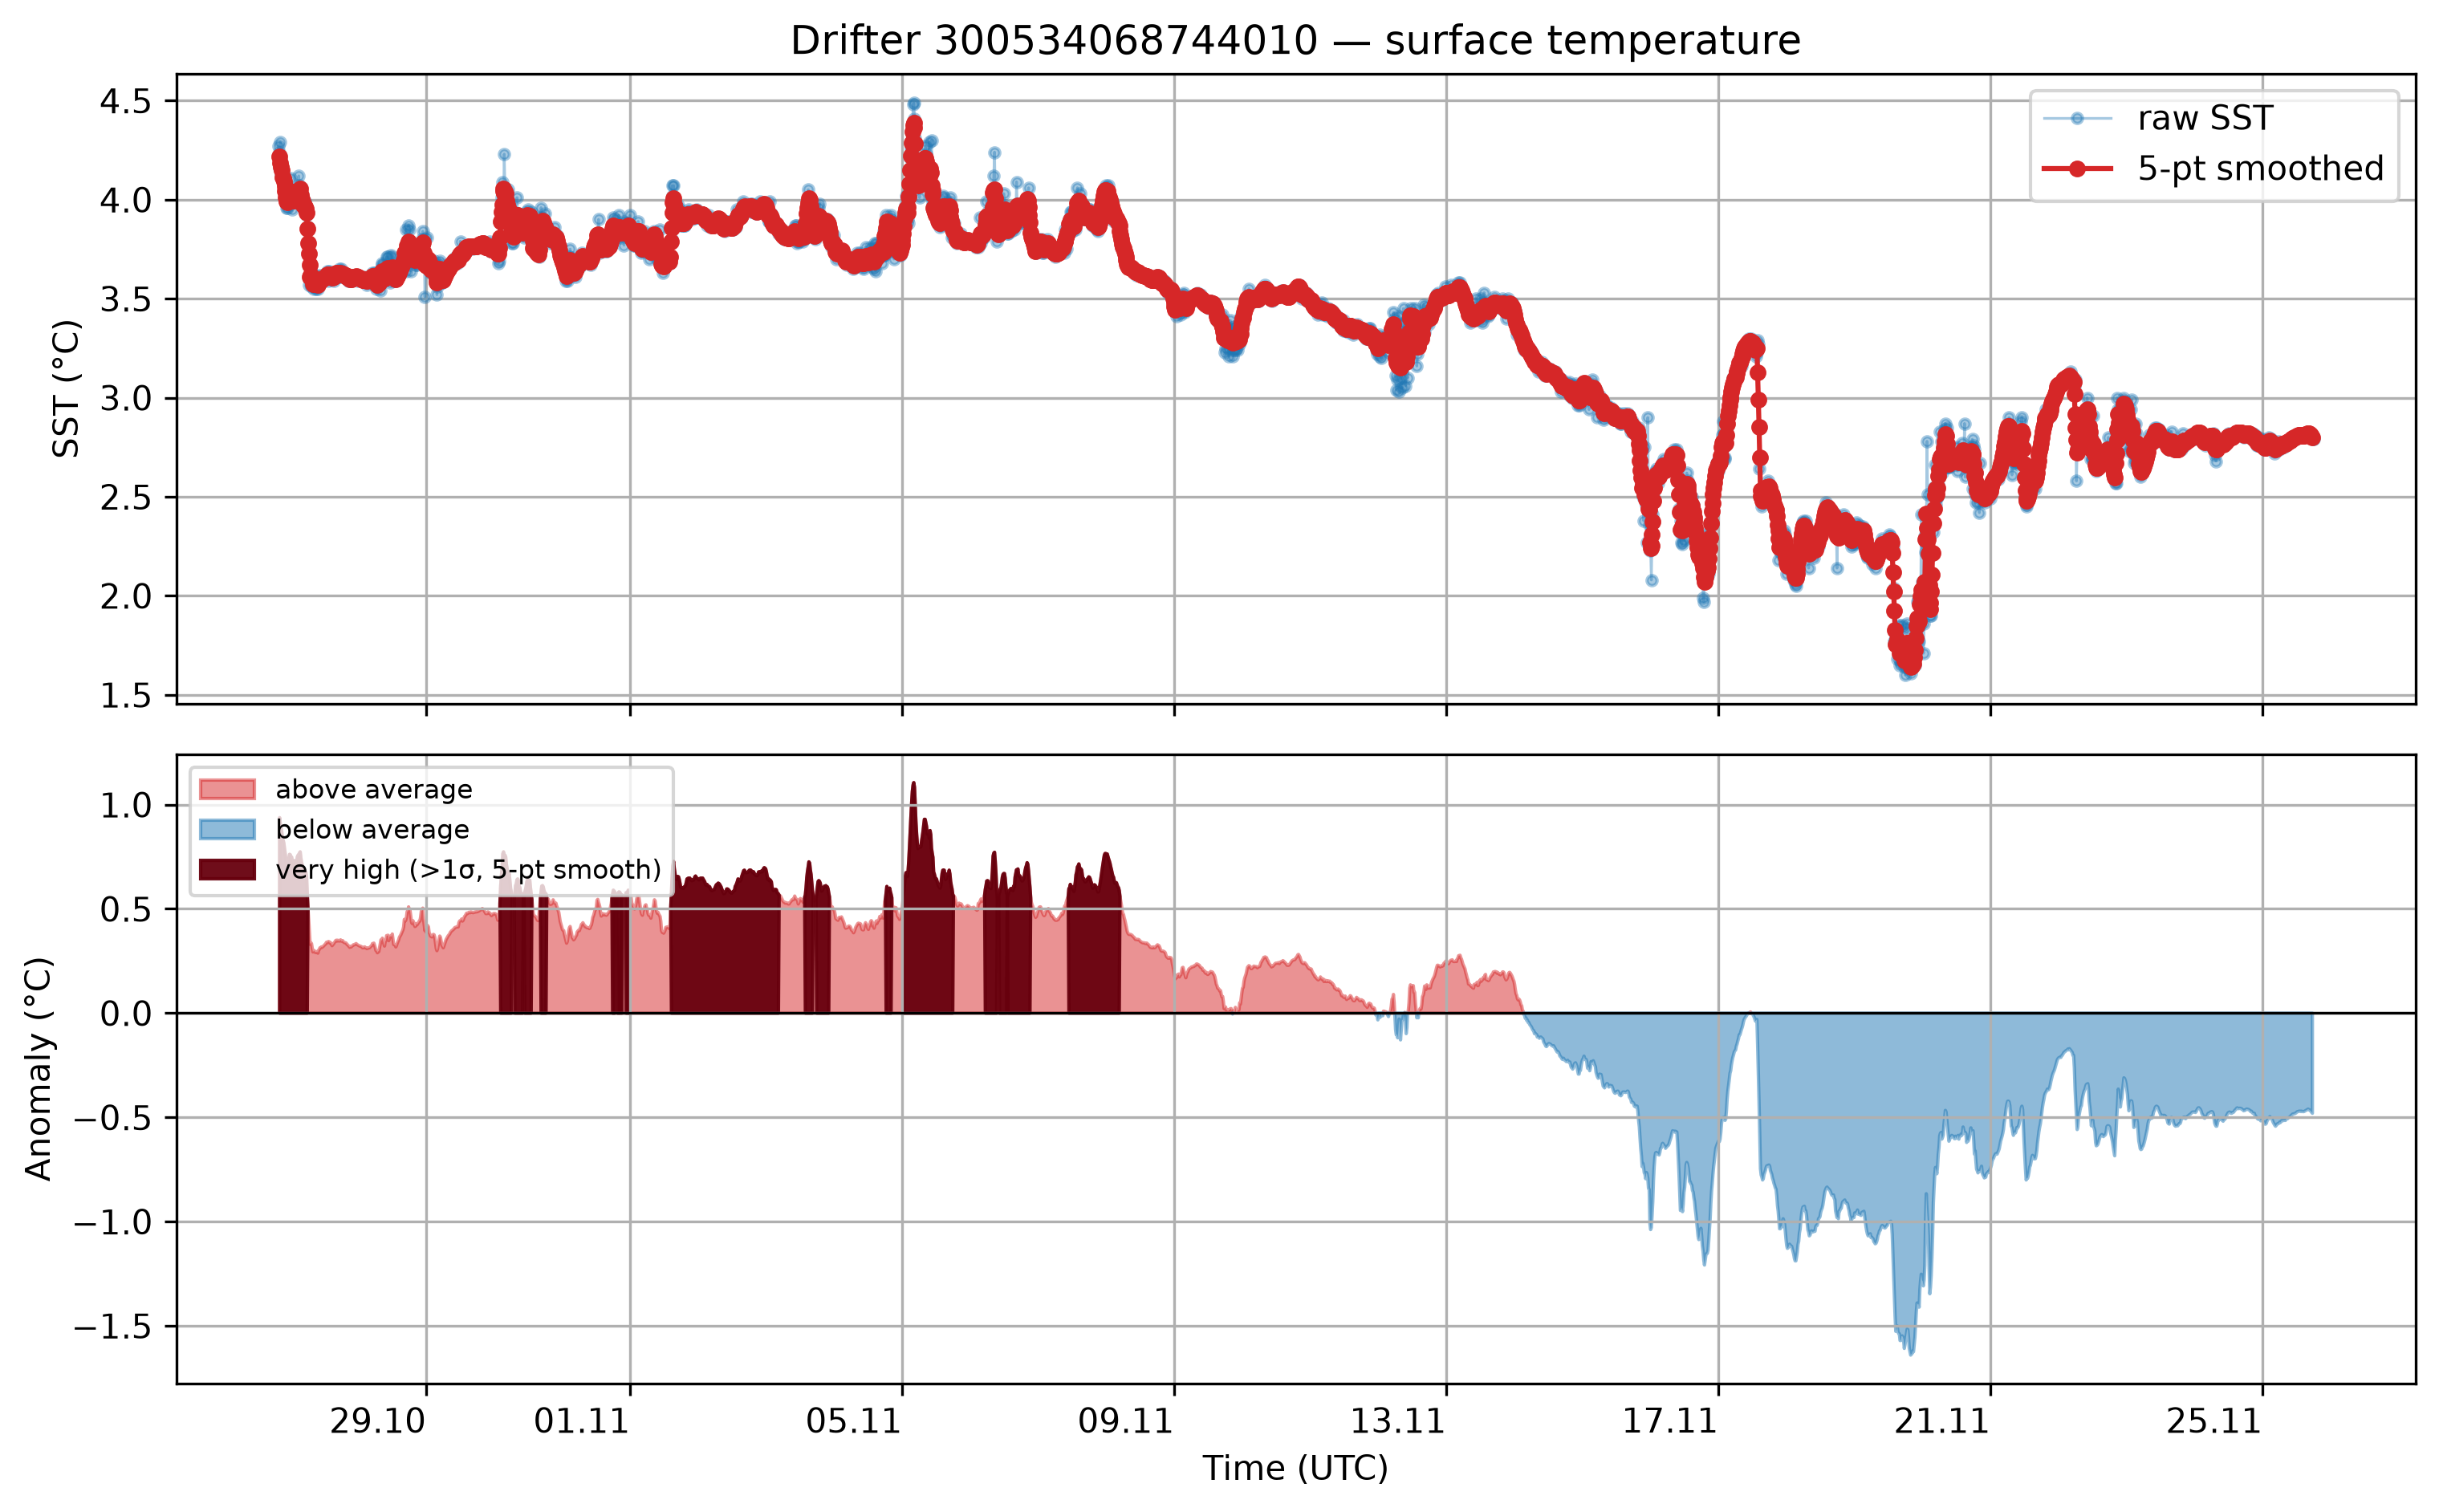 Drifter 300534068744010 — surface temperature
4.5
4.0
3.5
3.0
2.5
2.0
1.5
SST (°C)
raw SST
5-pt smoothed
1.0
0.5
0.0
−0.5
−1.0
−1.5
Anomaly (°C)
above average
below average
very high (>1σ, 5-pt smooth)
29.10
01.11
05.11
09.11
13.11
17.11
21.11
25.11
Time (UTC)